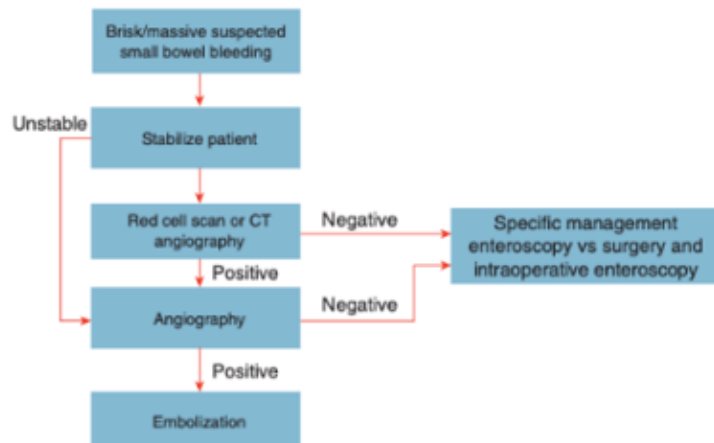 Brisk/massive suspected
small bowel bleeding
Unstable
Stabilize patient
Red cell scan or CT
angiography
Negative
Specific management
enteroscopy vs surgery and
intraoperative enteroscopy
Positive
Angiography
Negative
Positive
Embolization